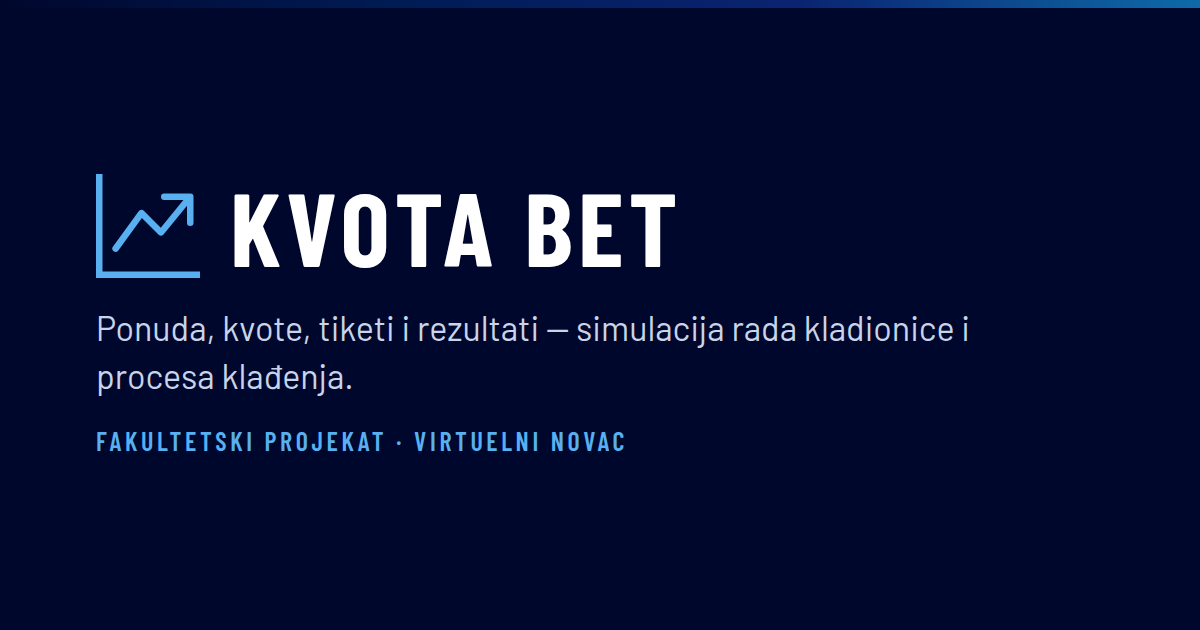 KVOTA BET
Ponuda, kvote, tiketi i rezultati — simulacija rada kladionice i
procesa klađenja.
FAKULTETSKI PROJEKAT · VIRTUELNI NOVAC